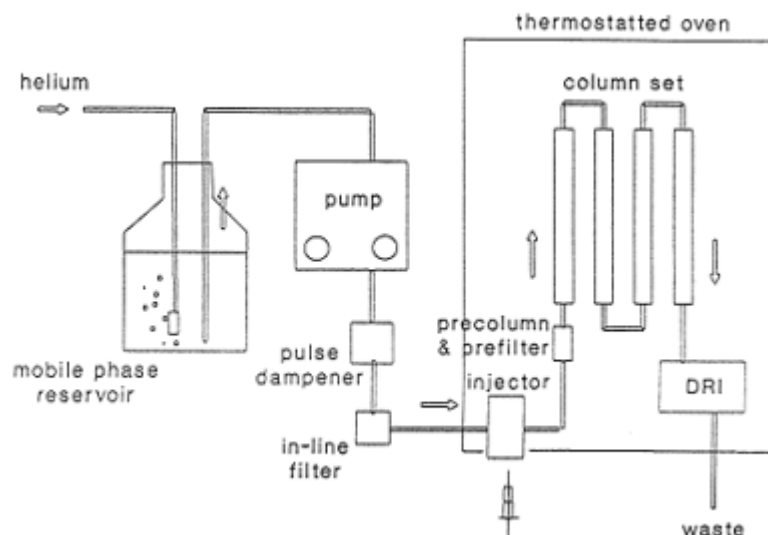 thermostatted oven
helium
column set
pump
precolumn
& prefilter
pulse
dampener
mobile phase
reservoir
injector
DRI
in-line
filter
waste